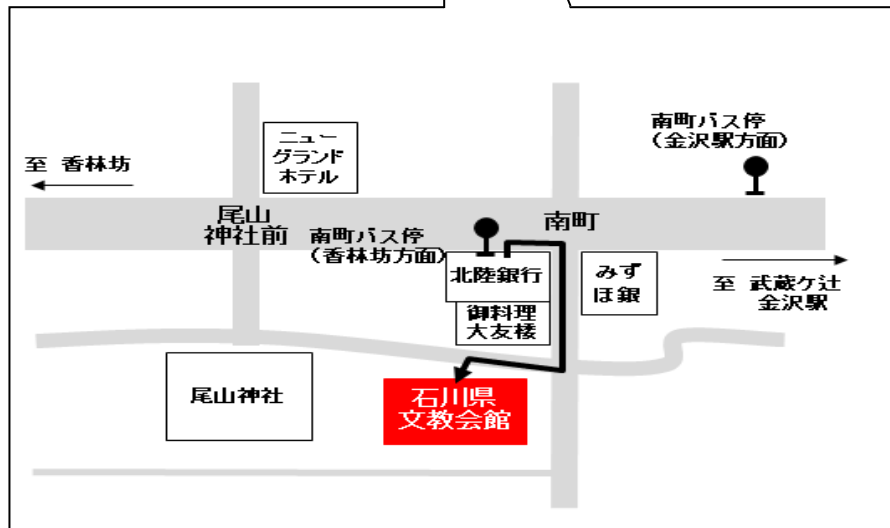 南町バス停
(金沢駅方面)
ニュー
グランド
ホテル
至 香林坊
尾山
神社前
南町バス停
(香林坊方面)
南町
北陸銀行
みず
ほ銀
至 武蔵ケ辻
金沢駅
御料理
大友楼
尾山神社
石川県
文教会館